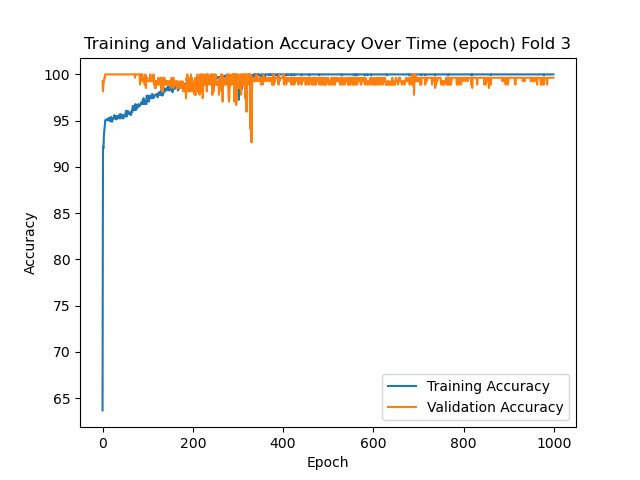 Training and Validation Accuracy Over Time (epoch) Fold 3
100
95
90
85
80
75
70
65
Accuracy
0
200
400
600
800
1000
Epoch
Training Accuracy
Validation Accuracy